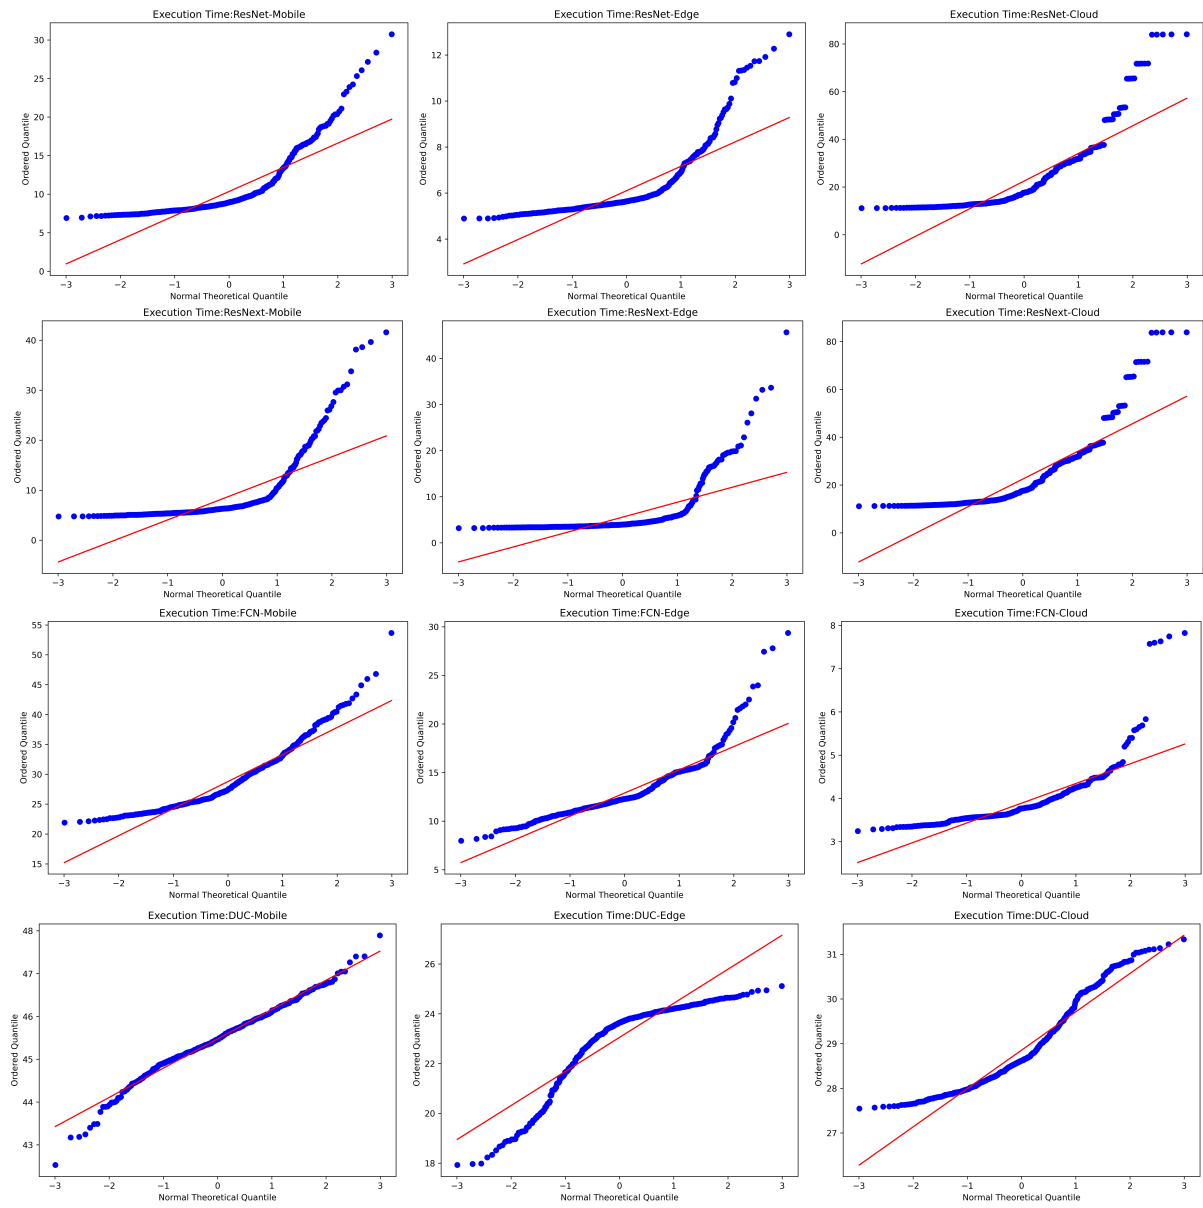 Execution Time:ResNet-Mobile
Ordered Quantile
30
25
20
15
10
5
0
−3 −2 −1 0 1 2 3
Normal Theoretical Quantile
Execution Time:ResNet-Edge
Ordered Quantile
12
10
8
6
4
−3 −2 −1 0 1 2 3
Normal Theoretical Quantile
Execution Time:ResNet-Cloud
Ordered Quantile
80
60
40
20
0
−3 −2 −1 0 1 2 3
Normal Theoretical Quantile
Execution Time:ResNext-Mobile
Ordered Quantile
40
30
20
10
0
−3 −2 −1 0 1 2 3
Normal Theoretical Quantile
Execution Time:ResNext-Edge
Ordered Quantile
40
30
20
10
0
−3 −2 −1 0 1 2 3
Normal Theoretical Quantile
Execution Time:ResNext-Cloud
Ordered Quantile
80
60
40
20
0
−3 −2 −1 0 1 2 3
Normal Theoretical Quantile
Execution Time:FCN-Mobile
Ordered Quantile
55
50
45
40
35
30
25
20
15
−3 −2 −1 0 1 2 3
Normal Theoretical Quantile
Execution Time:FCN-Edge
Ordered Quantile
30
25
20
15
10
5
−3 −2 −1 0 1 2 3
Normal Theoretical Quantile
Execution Time:FCN-Cloud
Ordered Quantile
8
7
6
5
4
3
−3 −2 −1 0 1 2 3
Normal Theoretical Quantile
Execution Time:DUC-Mobile
Ordered Quantile
48
47
46
45
44
43
−3 −2 −1 0 1 2 3
Normal Theoretical Quantile
Execution Time:DUC-Edge
Ordered Quantile
26
24
22
20
18
−3 −2 −1 0 1 2 3
Normal Theoretical Quantile
Execution Time:DUC-Cloud
Ordered Quantile
31
30
29
28
27
−3 −2 −1 0 1 2 3
Normal Theoretical Quantile